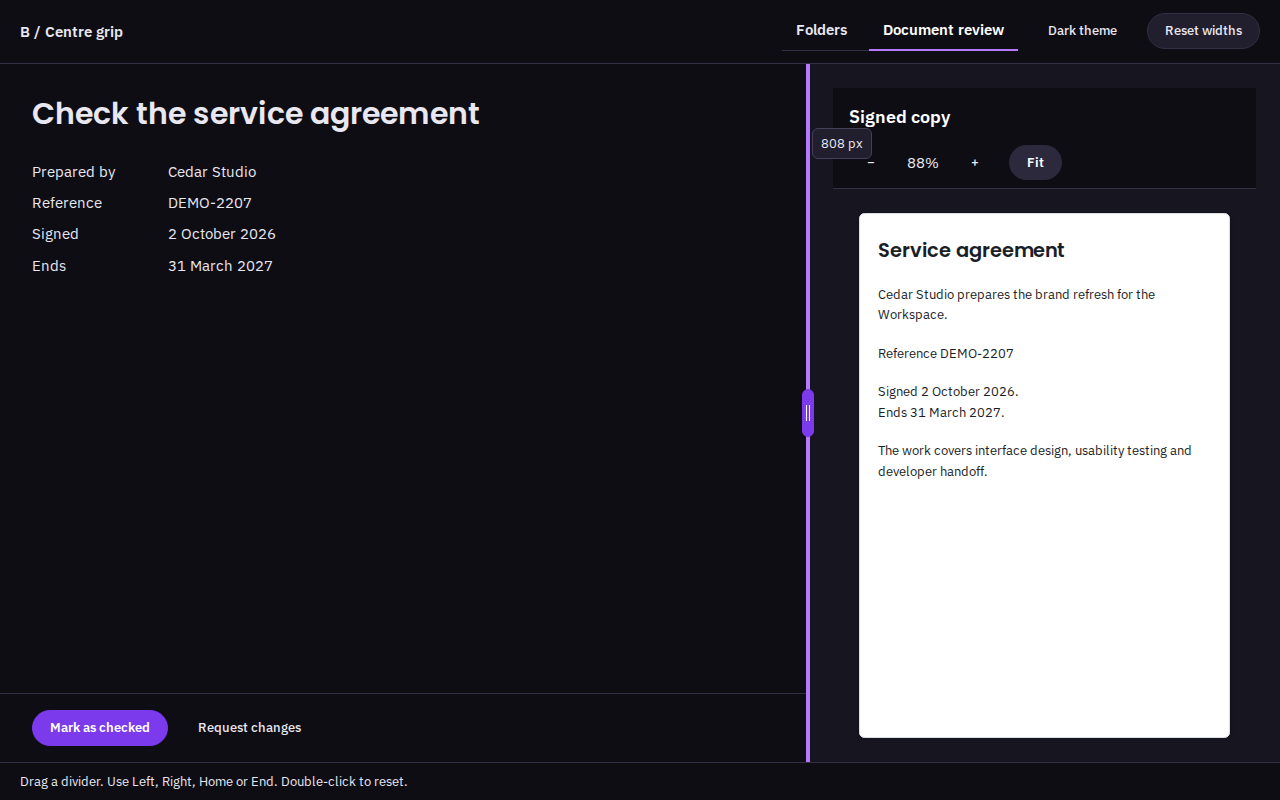 B / Centre grip
Folders
Document review
Dark theme
Reset widths
Check the service agreement
Prepared by Cedar Studio
Reference DEMO-2207
Signed 2 October 2026
Ends 31 March 2027
Mark as checked
Request changes
808 px
Signed copy
− 88% + Fit
Service agreement
Cedar Studio prepares the brand refresh for the
Workspace.
Reference DEMO-2207
Signed 2 October 2026.
Ends 31 March 2027.
The work covers interface design, usability testing and
developer handoff.
Drag a divider. Use Left, Right, Home or End. Double-click to reset.